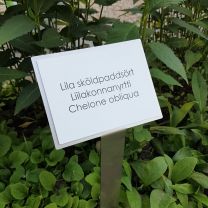 Lila sköldpaddsört
Liilakonnanyrtti
Chelone obliqua